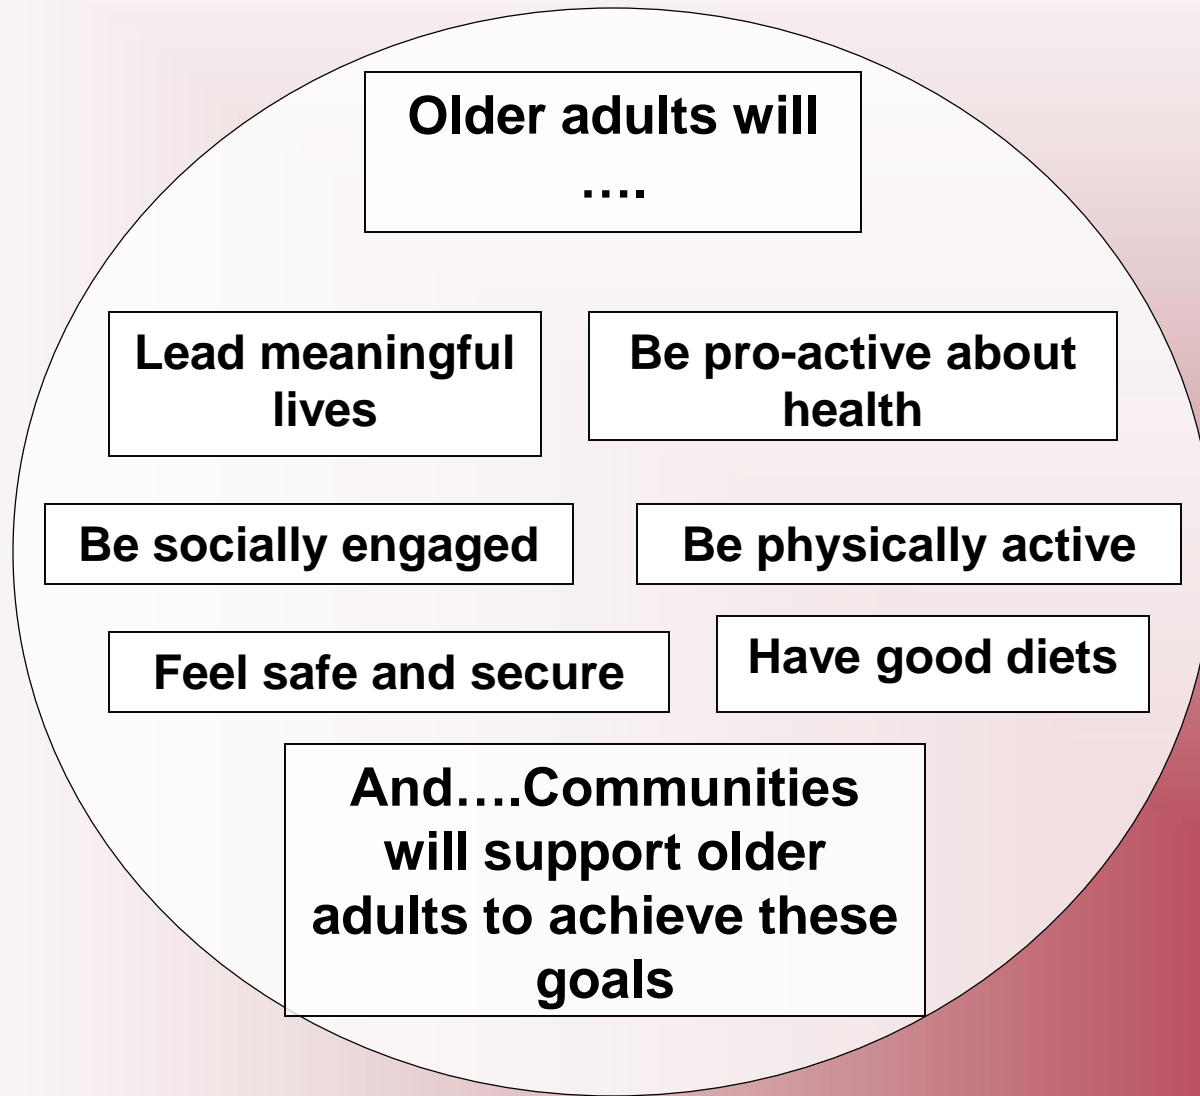 Older adults will
….
Lead meaningful
lives
Be pro-active about
health
Be socially engaged
Be physically active
Feel safe and secure
Have good diets
And….Communities
will support older
adults to achieve these
goals